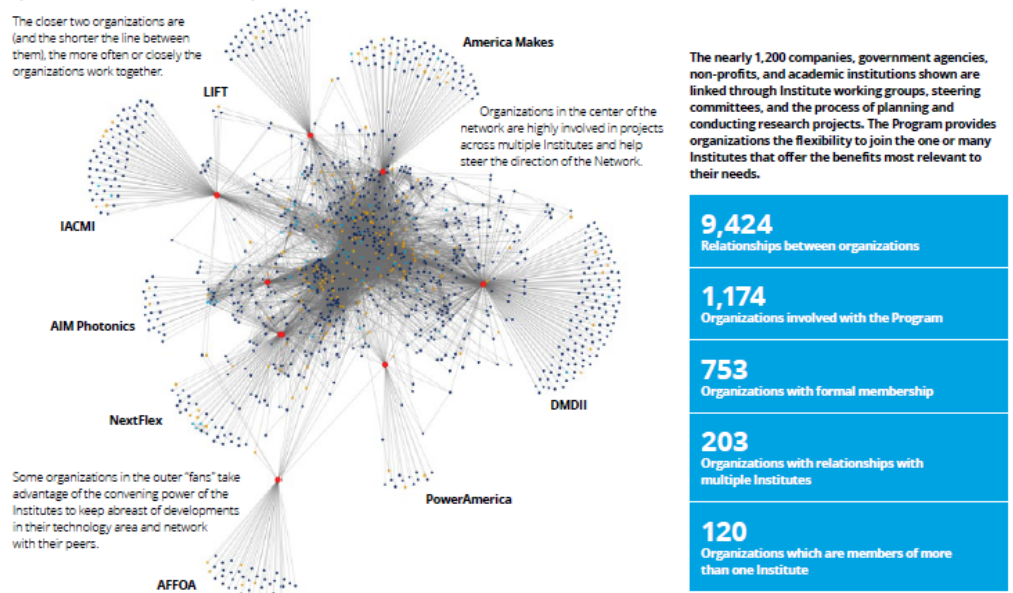 The closer two organizations are
(and the shorter the line between
them), the more often or closely the
organizations work together.
America Makes
LIFT
Organizations in the center of the
network are highly involved in projects
across multiple Institutes and help
steer the direction of the Network.
IACMI
AIM Photonics
DMDII
NextFlex
Some organizations in the outer "fans" take
advantage of the convening power of the
Institutes to keep abreast of developments
in their technology area and network
with their peers.
PowerAmerica
AFFOA
The nearly 1,200 companies, government agencies,
non-profits, and academic institutions shown are
linked through Institute working groups, steering
committees, and the process of planning and
conducting research projects. The Program provides
organizations the flexibility to join the one or many
Institutes that offer the benefits most relevant to
their needs.
9,424
Relationships between organizations
1,174
Organizations involved with the Program
753
Organizations with formal membership
203
Organizations with relationships with
multiple Institutes
120
Organizations which are members of more
than one Institute